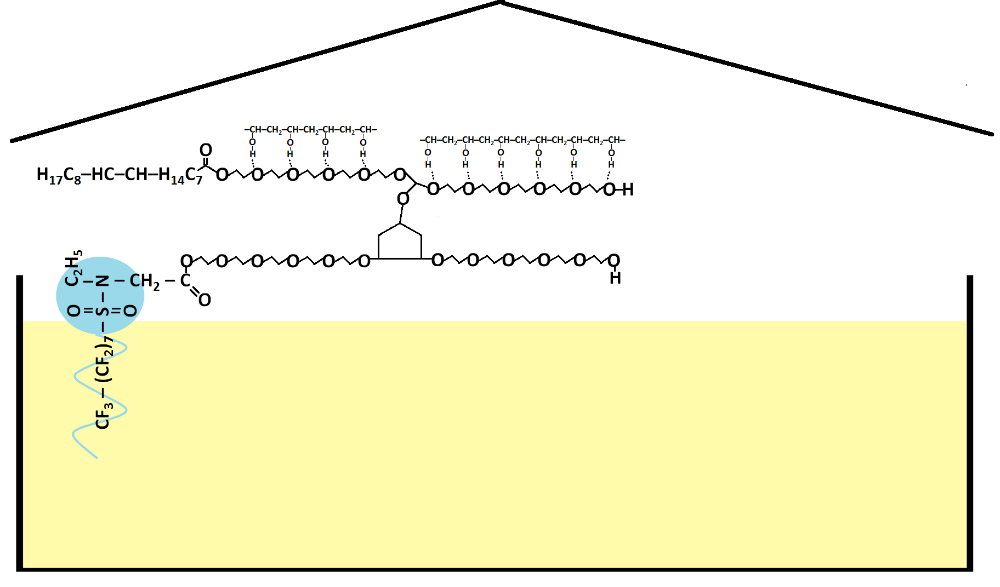 –CH–CH₂–CH–CH₂–CH–CH₂–CH–
O O O O
H H H H
–CH–CH₂–CH–CH₂–CH–CH₂–CH–CH₂–CH–CH₂–CH–
O O O O O O
H H H H H H
O
H₁₇C₈–HC–CH–H₁₄C₇ O O O O O O
O O O O O O–H
O
O O O O O O O O O O O O
H
C₂H₅
–N–CH₂–C
O
O=S=O
CF₃–(CF₂)₇